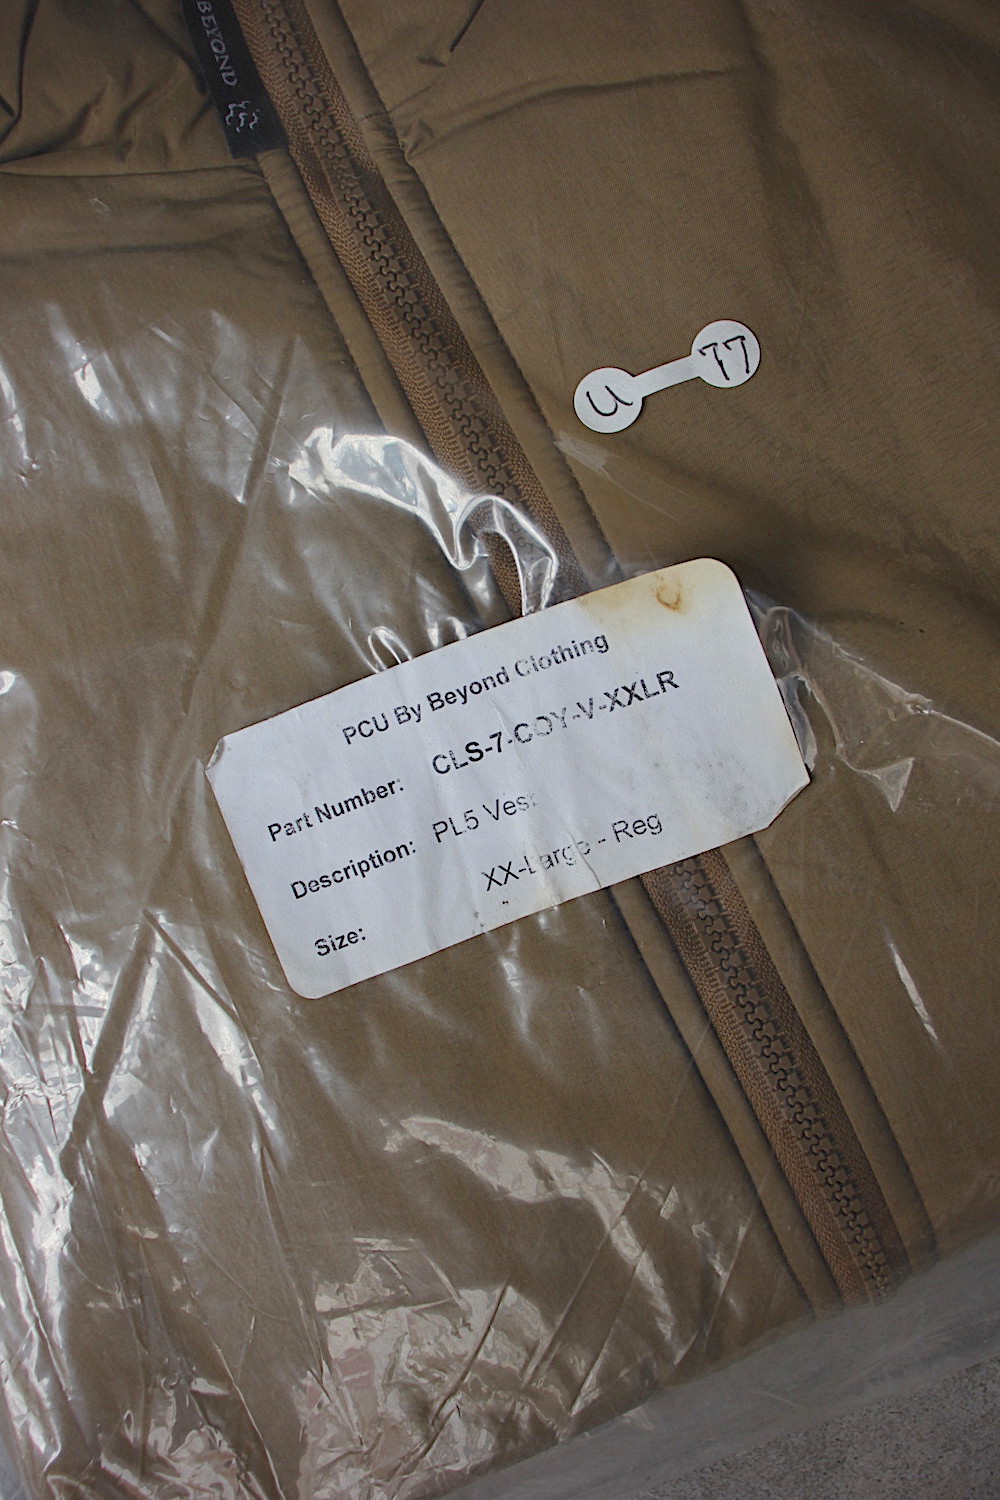 BEYOND
U 77
PCU By Beyond Clothing
Part Number: CLS-7-COY-V-XXLR
Description: PL5 Vest
Size: XX-Large - Reg